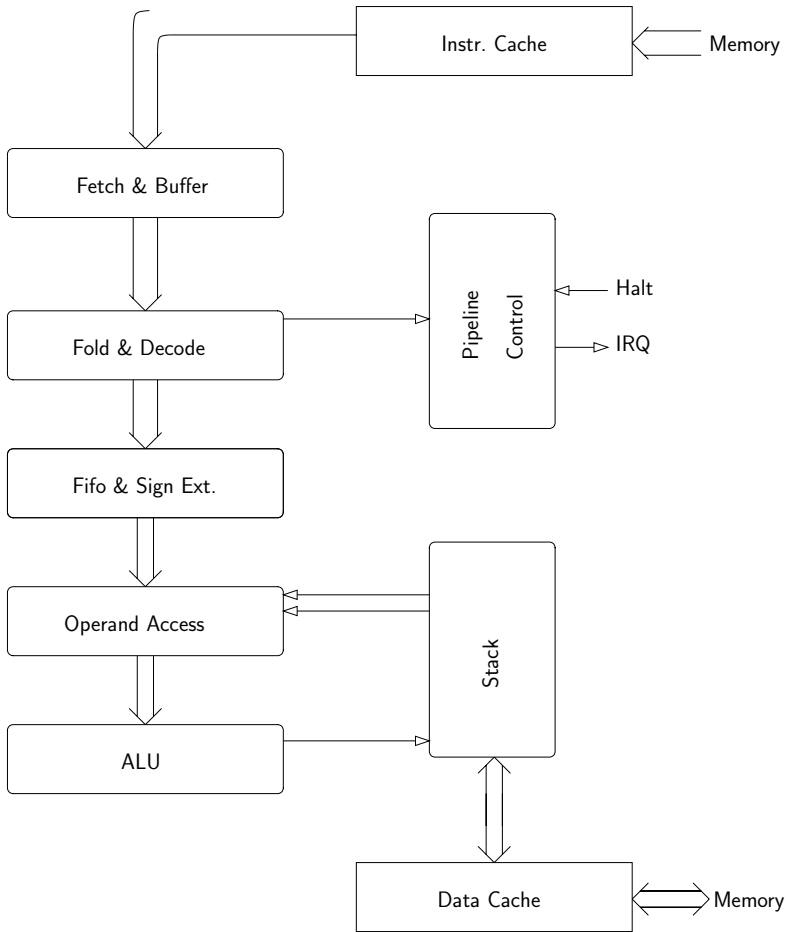 Instr. Cache
Memory
Fetch & Buffer
Pipeline
Control
Halt
IRQ
Fold & Decode
Fifo & Sign Ext.
Operand Access
Stack
ALU
Data Cache
Memory